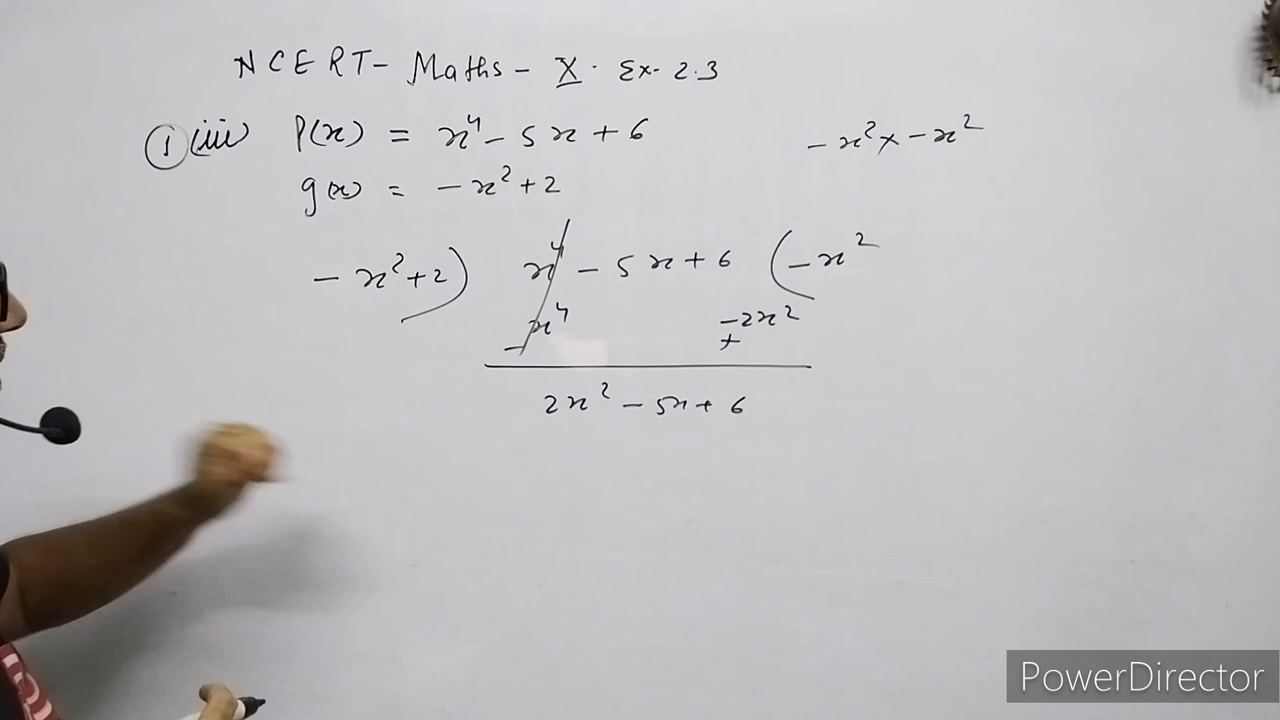 NCERT- Maths - X. Ex. 2.3
① (iii) P(x) = x⁴ - 5x + 6
- x² × - x²
g(x) = - x² + 2
- x² + 2) x⁴ - 5x + 6 (- x²
x⁴ - 2x²
- +
2x² - 5x + 6
PowerDirector